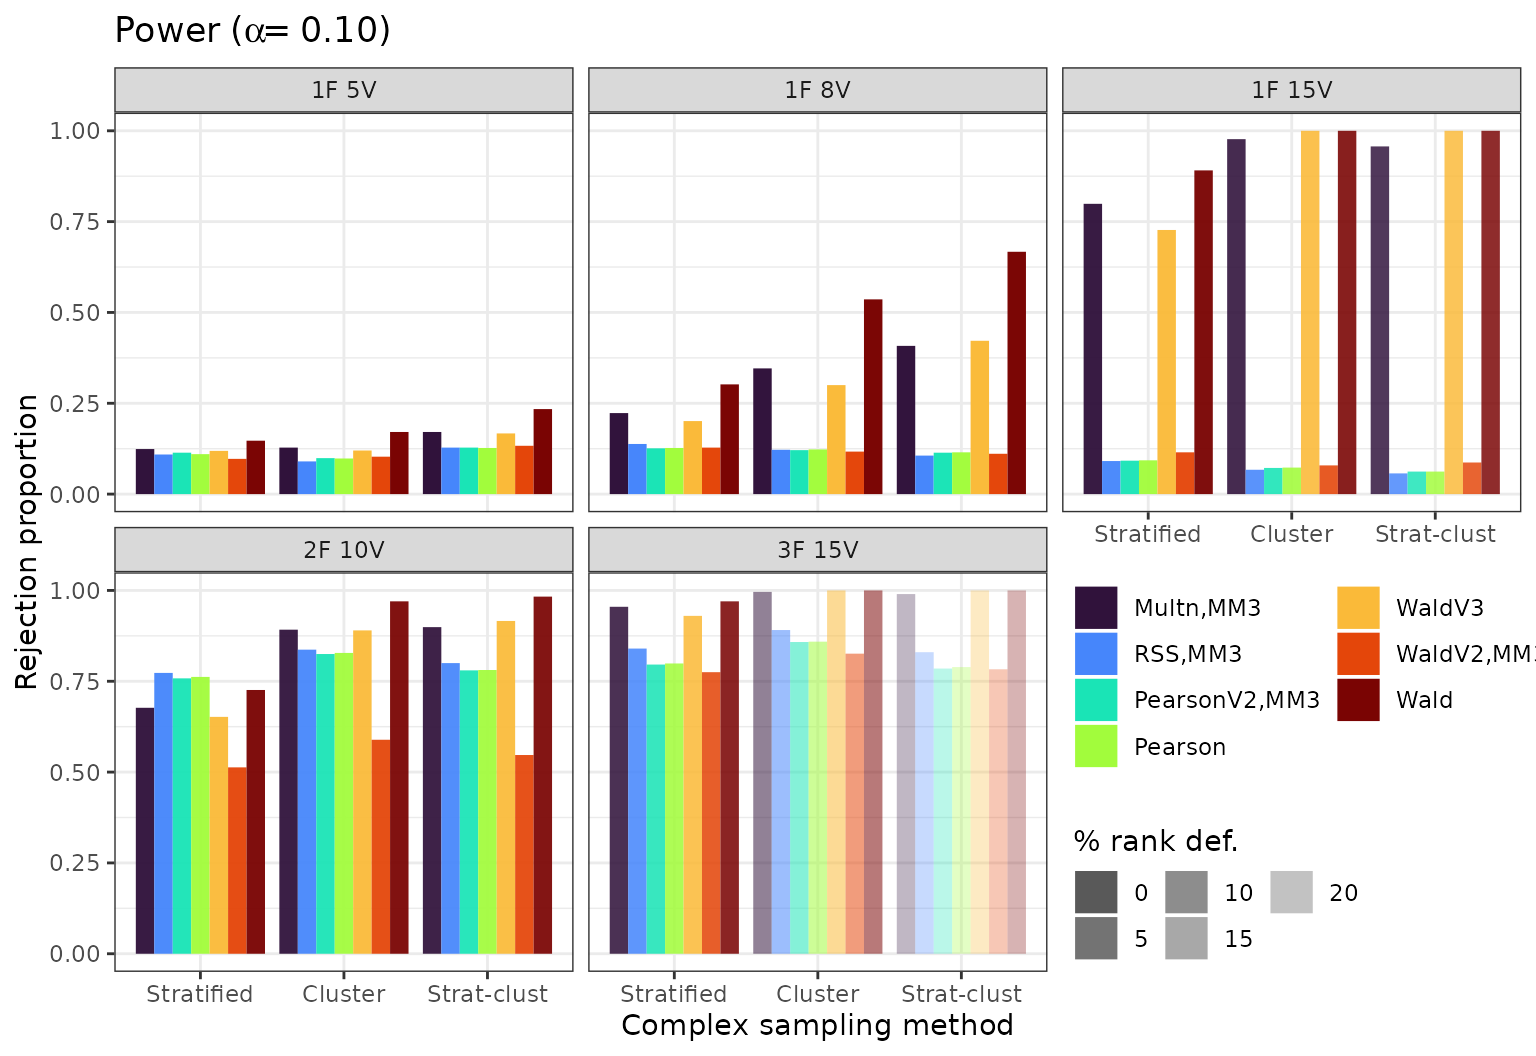 Power (α= 0.10)
1F 5V
1F 8V
1F 15V
Rejection proportion
1.00
0.75
0.50
0.25
0.00
Stratified Cluster Strat-clust
2F 10V
3F 15V
1.00
0.75
0.50
0.25
0.00
Stratified Cluster Strat-clust
Stratified Cluster Strat-clust
Complex sampling method
Multn,MM3
RSS,MM3
PearsonV2,MM3
Pearson
WaldV3
WaldV2,MM3
Wald
% rank def.
0
5
10
15
20